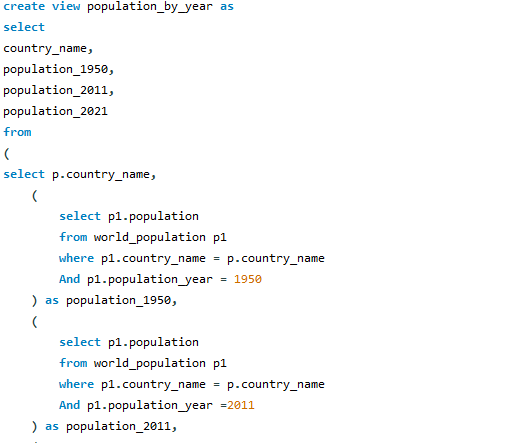 create view population_by_year as
select
country_name,
population_1950,
population_2011,
population_2021
from
(
select p.country_name,
(
select p1.population
from world_population p1
where p1.country_name = p.country_name
And p1.population_year = 1950
) as population_1950,
(
select p1.population
from world_population p1
where p1.country_name = p.country_name
And p1.population_year =2011
) as population_2011,